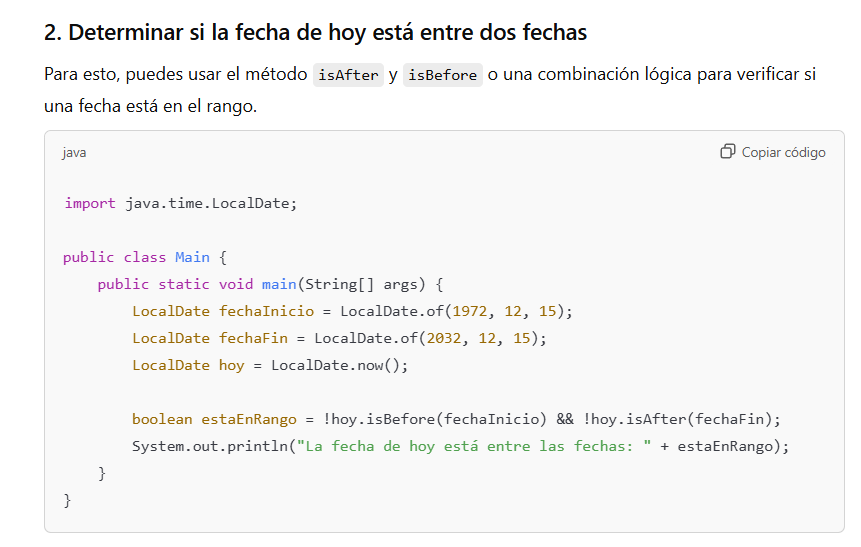 2. Determinar si la fecha de hoy está entre dos fechas
Para esto, puedes usar el método isAfter y isBefore o una combinación lógica para verificar si
una fecha está en el rango.
java
Copiar código
import java.time.LocalDate;
public class Main {
    public static void main(String[] args) {
        LocalDate fechaInicio = LocalDate.of(1972, 12, 15);
        LocalDate fechaFin = LocalDate.of(2032, 12, 15);
        LocalDate hoy = LocalDate.now();
        boolean estaEnRango = !hoy.isBefore(fechaInicio) && !hoy.isAfter(fechaFin);
        System.out.println("La fecha de hoy está entre las fechas: " + estaEnRango);
    }
}